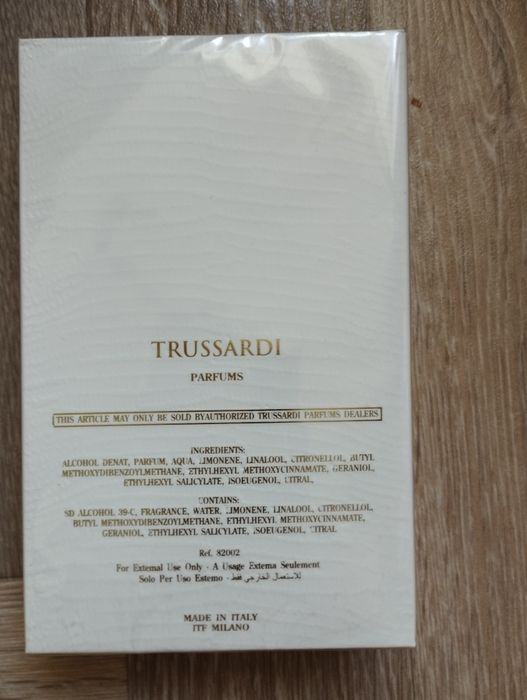 TRUSSARDI
PARFUMS
THIS ARTICLE MAY ONLY BE SOLD BYAUTHORIZED TRUSSARDI PARFUMS DEALERS
INGREDIENTS:
ALCOHOL DENAT, PARFUM, AQUA, LIMONENE, LINALOOL, CITRONELLOL, BUTYL
METHOXYDIBENZOYLMETHANE, ETHYLHEXYL METHOXYCINNAMATE, GERANIOL,
ETHYLHEXYL SALICYLATE, ISOEUGENOL, CITRAL,
CONTAINS:
SD ALCOHOL 39-C, FRAGRANCE, WATER, LIMONENE, LINALOOL, CITRONELLOL,
BUTYL METHOXYDIBENZOYLMETHANE, ETHYLHEXYL METHOXYCINNAMATE,
GERANIOL, ETHYLHEXYL SALICYLATE, ISOEUGENOL, CITRAL
Ref. 82002
For Extemal Use Only - A Usage Extema Seulement
Solo Per Uso Estemo - للاستعمال الخارجي فقط
MADE IN ITALY
ITF MILANO